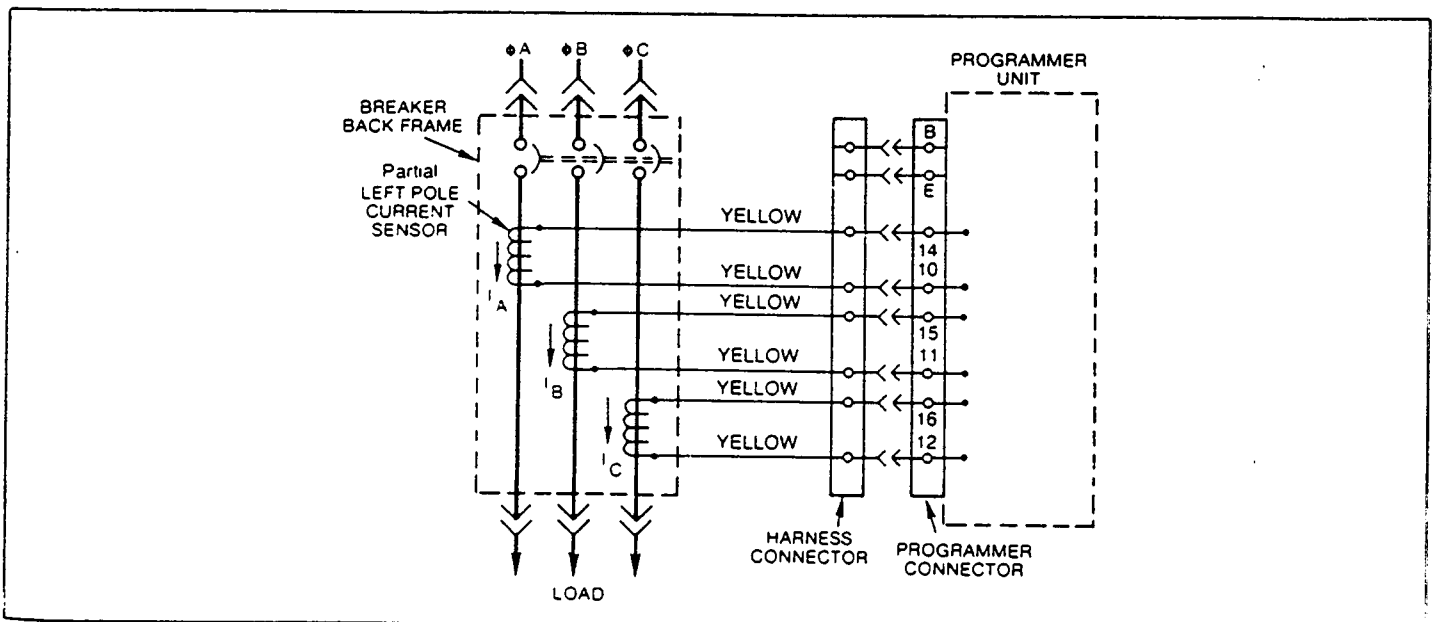 ϕA ϕB ϕC
PROGRAMMER
UNIT
BREAKER
BACK FRAME
Partial
LEFT POLE
CURRENT
SENSOR
B
E
YELLOW
14
10
YELLOW
YELLOW
15
11
YELLOW
YELLOW
16
12
YELLOW
I A
I B
I C
HARNESS
CONNECTOR
PROGRAMMER
CONNECTOR
LOAD